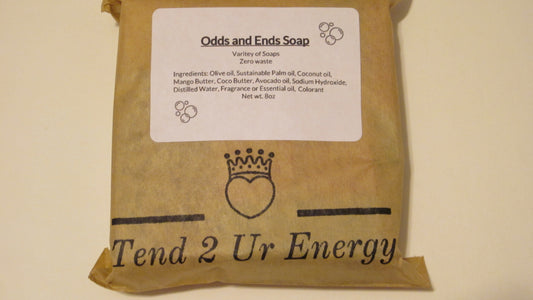 Odds and Ends Soap
Varitey of Soaps
Zero waste
Ingredients: Olive oil, Sustainable Palm oil, Coconut oil,
Mango Butter, Coco Butter, Avocado oil, Sodium Hydroxide,
Distilled Water, Fragrance or Essential oil, Colorant
Net wt. 8oz
Tend 2 Ur Energy